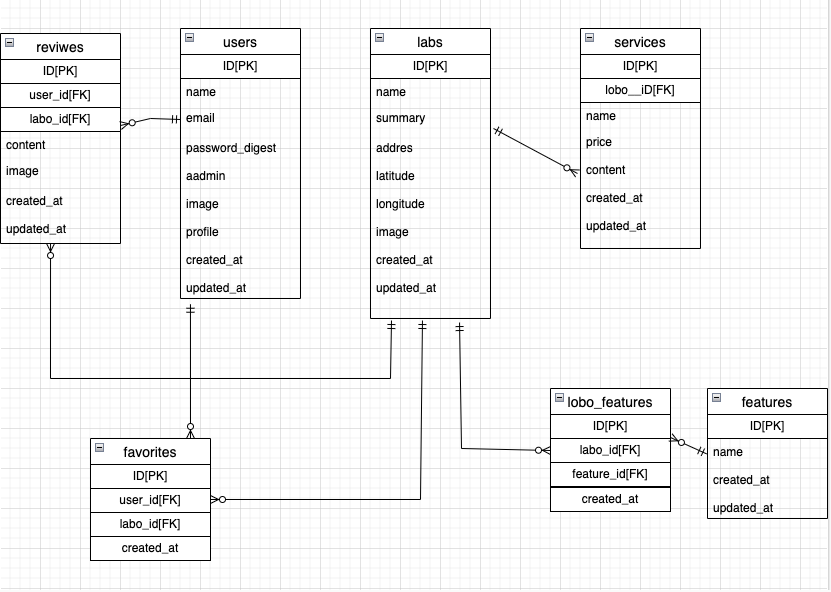 reviwes
ID[PK]
user_id[FK]
labo_id[FK]
content
image
created_at
updated_at
users
ID[PK]
name
email
password_digest
aadmin
image
profile
created_at
updated_at
labs
ID[PK]
name
summary
addres
latitude
longitude
image
created_at
updated_at
services
ID[PK]
lobo__iD[FK]
name
price
content
created_at
updated_at
favorites
ID[PK]
user_id[FK]
labo_id[FK]
created_at
lobo_features
ID[PK]
labo_id[FK]
feature_id[FK]
created_at
features
ID[PK]
name
created_at
updated_at